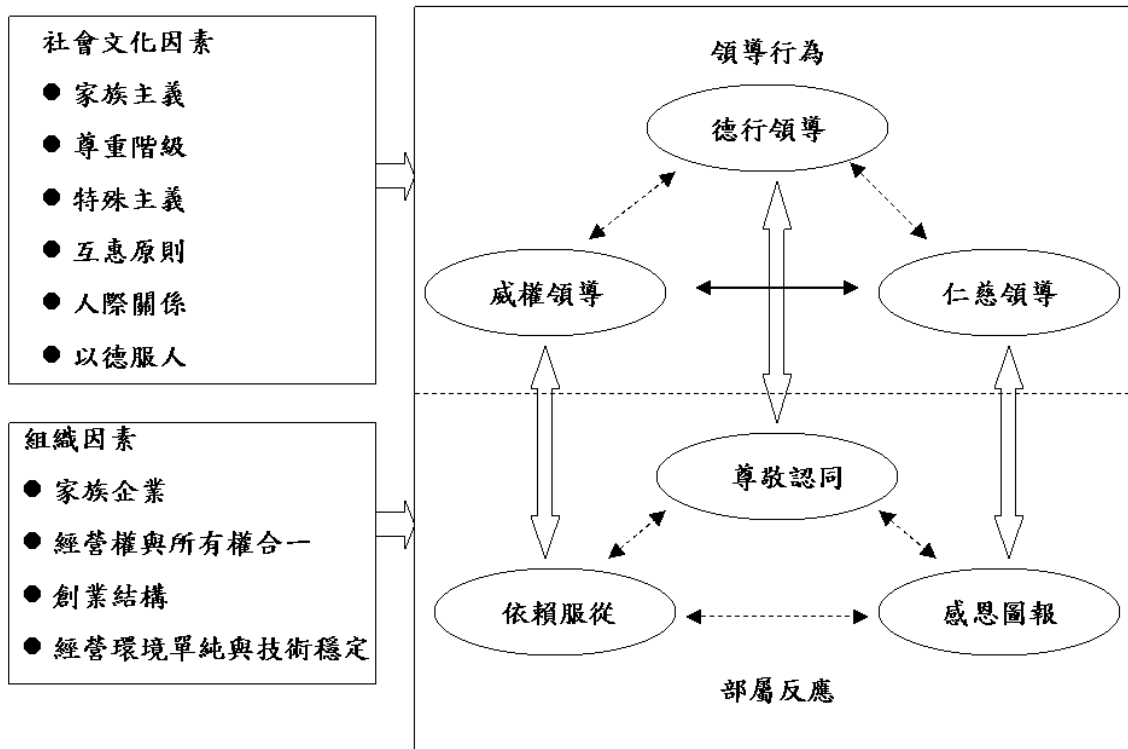 社會文化因素
● 家族主義
● 尊重階級
● 特殊主義
● 互惠原則
● 人際關係
● 以德服人
組織因素
● 家族企業
● 經營權與所有權合一
● 創業結構
● 經營環境單純與技術穩定
領導行為
德行領導
威權領導
仁慈領導
尊敬認同
依賴服從
感恩圖報
部屬反應